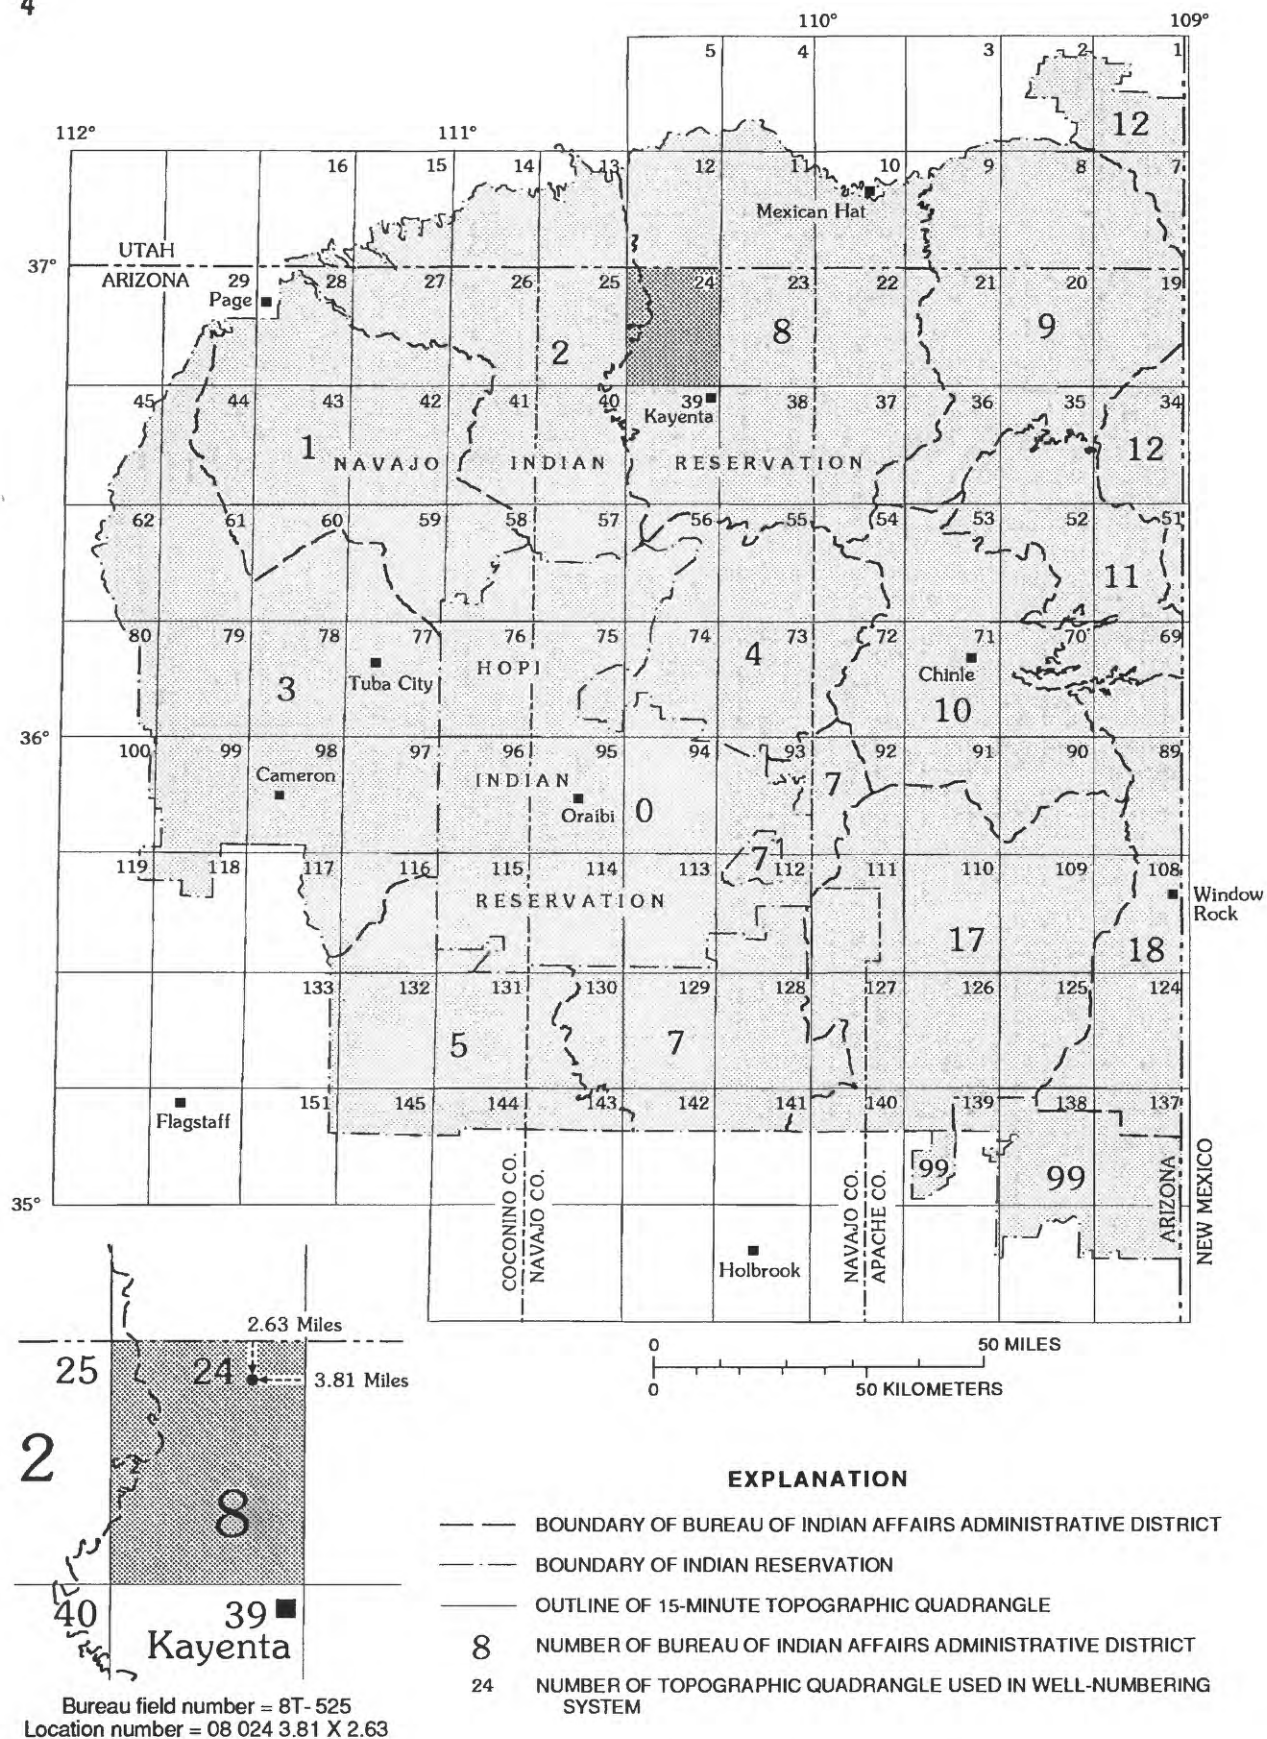 4
110° 109°
5 4 3 2 1
12
112° 111°
16 15 14 13 12 11 10 9 8 7
Mexican Hat
UTAH
37°
ARIZONA 29 28 27 26 25 24 23 22 21 20 19
Page
2 8 9
45 44 43 42 41 40 39 38 37 36 35 34
Kayenta
1 NAVAJO INDIAN RESERVATION 12
62 61 60 59 58 57 56 55 54 53 52 51
11
80 79 78 77 76 75 74 73 72 71 70 69
3 Tuba City HOPI 4 Chinle
10
36°
100 99 98 97 96 95 94 93 92 91 90 89
Cameron INDIAN 7
Oraibi 0
7
119 118 117 116 115 114 113 112 111 110 109 108
RESERVATION Window
Rock
17 18
133 132 131 130 129 128 127 126 125 124
5 7
151 145 144 143 142 141 140 139 138 137
Flagstaff
99 99
35°
COCONINO CO.
NAVAJO CO.
NAVAJO CO.
APACHE CO.
ARIZONA
NEW MEXICO
Holbrook
0 50 MILES
0 50 KILOMETERS
2.63 Miles
25 24 3.81 Miles
2
8
40 39
Kayenta
Bureau field number = 8T-525
Location number = 08 024 3.81 X 2.63
EXPLANATION
BOUNDARY OF BUREAU OF INDIAN AFFAIRS ADMINISTRATIVE DISTRICT
BOUNDARY OF INDIAN RESERVATION
OUTLINE OF 15-MINUTE TOPOGRAPHIC QUADRANGLE
8 NUMBER OF BUREAU OF INDIAN AFFAIRS ADMINISTRATIVE DISTRICT
24 NUMBER OF TOPOGRAPHIC QUADRANGLE USED IN WELL-NUMBERING
SYSTEM